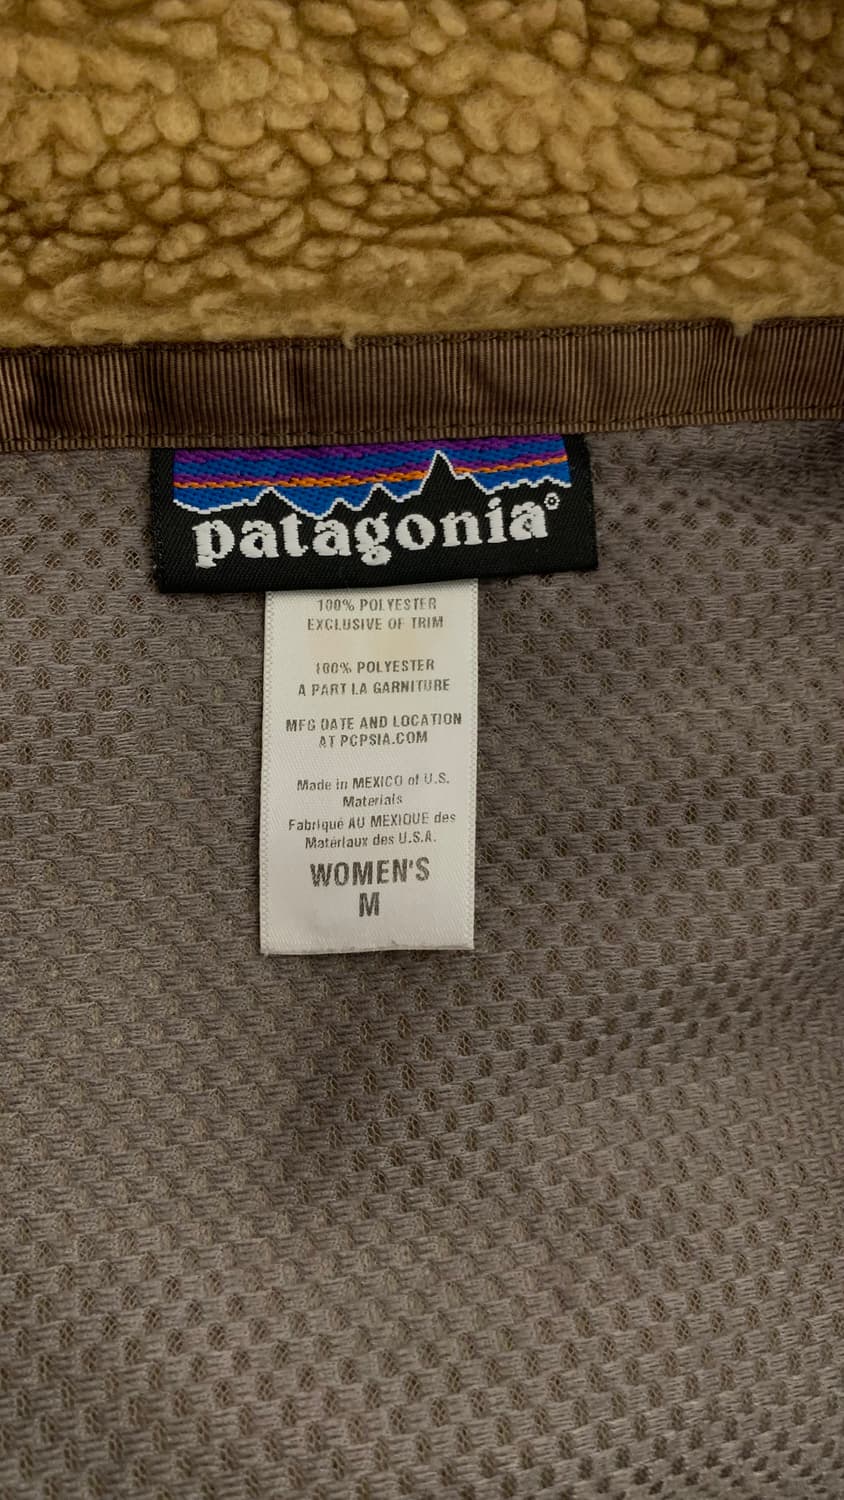 patagonia®
100% POLYESTER
EXCLUSIVE OF TRIM
100% POLYESTER
A PART LA GARNITURE
MFG DATE AND LOCATION
AT PCPSIA.COM
Made in MEXICO of U.S.
Materials
Fabriqué AU MEXIQUE des
Matériaux des U.S.A.
WOMEN'S
M